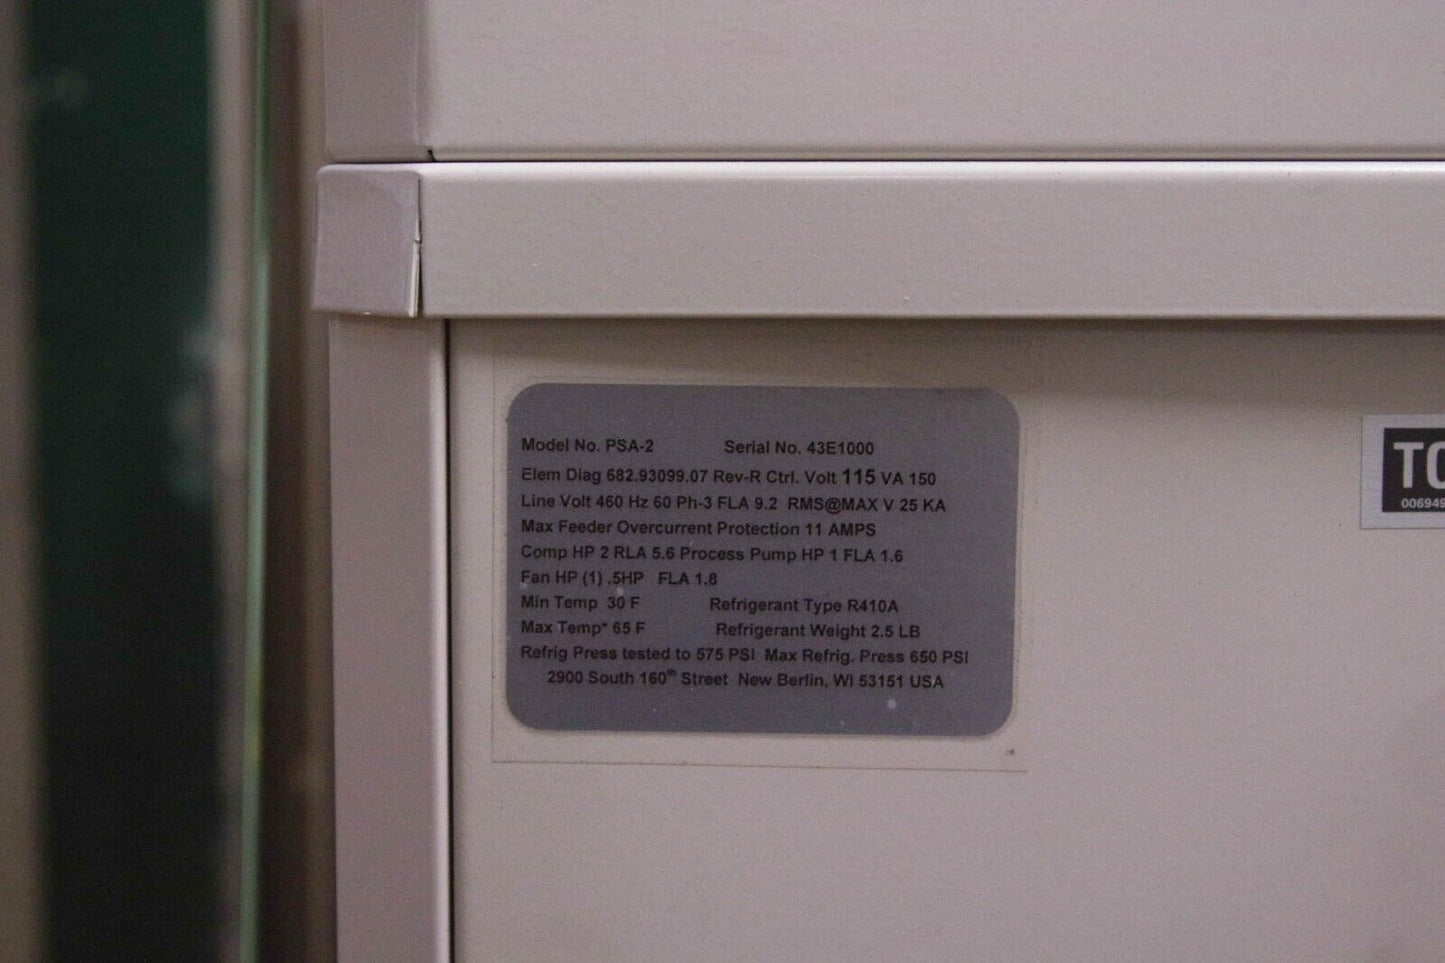 Model No. PSA-2 Serial No. 43E1000
Elem Diag 682.93099.07 Rev-R Ctrl. Volt 115 VA 150
Line Volt 460 Hz 60 Ph-3 FLA 9.2 RMS@MAX V 25 KA
Max Feeder Overcurrent Protection 11 AMPS
Comp HP 2 RLA 5.6 Process Pump HP 1 FLA 1.6
Fan HP (1) .5HP FLA 1.8
Min Temp 30 F Refrigerant Type R410A
Max Temp* 65 F Refrigerant Weight 2.5 LB
Refrig Press tested to 575 PSI Max Refrig. Press 650 PSI
2900 South 160th Street New Berlin, WI 53151 USA